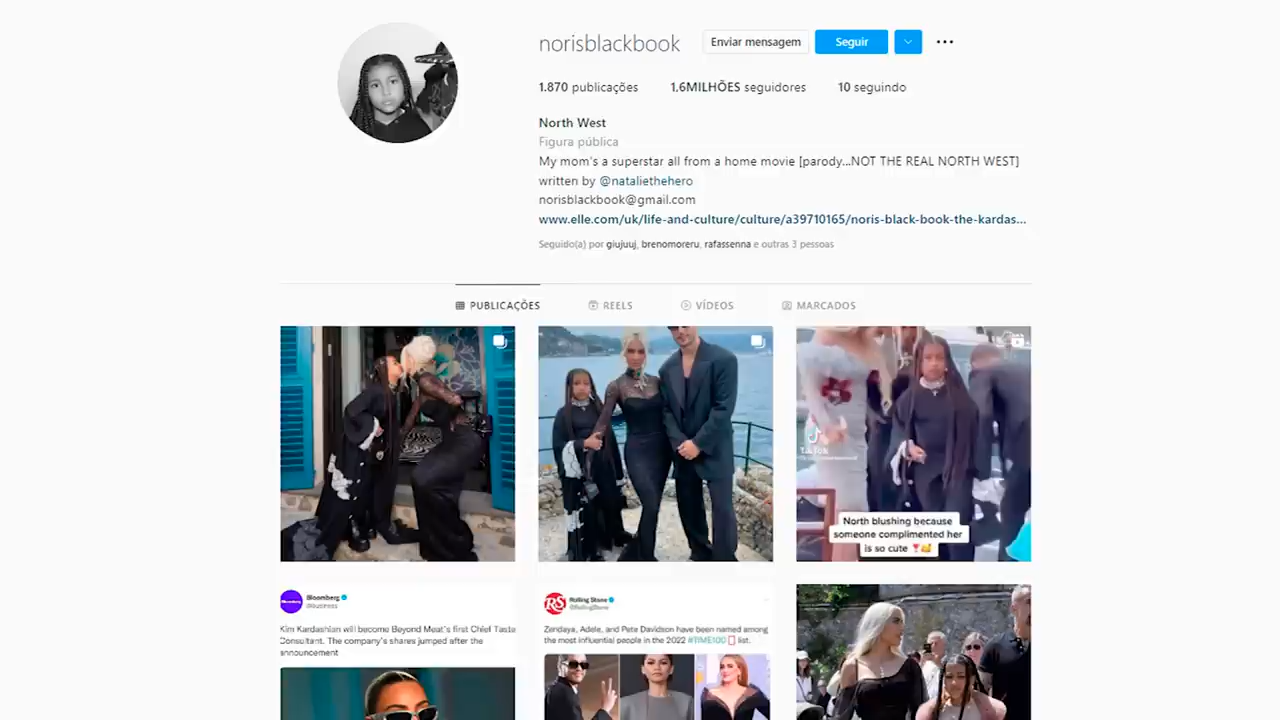 norisblackbook
Enviar mensagem
Seguir
1.870 publicações
1,6MILHÕES seguidores
10 seguindo
North West
Figura pública
My mom's a superstar all from a home movie [parody...NOT THE REAL NORTH WEST]
written by @nataliethehero
norisblackbook@gmail.com
www.elle.com/uk/life-and-culture/culture/a39710165/noris-black-book-the-kardas...
Seguido(a) por giujuuj, brenomoreru, rafassenna e outras 3 pessoas
PUBLICAÇÕES
REELS
VÍDEOS
MARCADOS
TikTok
North blushing because
someone complimented her
is so cute
Bloomberg
@business
Kim Kardashian will become Beyond Meat's first Chief Taste
Consultant. The company's shares jumped after the
announcement
RS
Rolling Stone
@RollingStone
Zendaya, Adele, and Pete Davidson have been named among
the most influential people in the 2022 #TIME100 list.